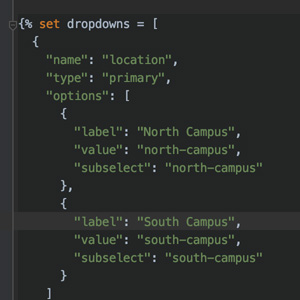 {% set dropdowns = [
{
"name": "location",
"type": "primary",
"options": [
{
"label": "North Campus",
"value": "north-campus",
"subselect": "north-campus"
},
{
"label": "South Campus",
"value": "south-campus",
"subselect": "south-campus"
}
]